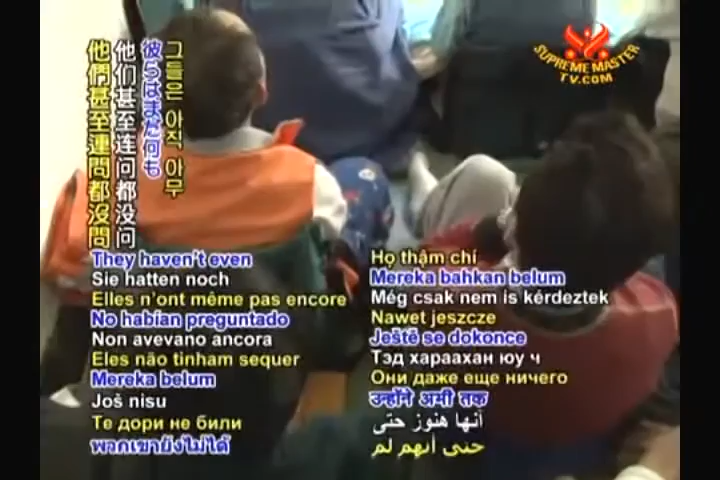 SUPREME MASTER
TV.COM
그들은 아직 아무
彼らはまだ何も
他们甚至连问都没问
他們甚至連問都沒問
They haven't even
Sie hatten noch
Elles n'ont même pas encore
No habían preguntado
Non avevano ancora
Eles não tinham sequer
Mereka belum
Još nisu
Те дори не били
พวกเขายังไม่ได้
Họ thậm chí
Mereka bahkan belum
Még csak nem is kérdeztek
Nawet jeszcze
Ještě se dokonce
Тэд хараахан юу ч
Они даже еще ничего
उन्होंने अभी तक
آنها هنوز حتی
حتى أنهم لم